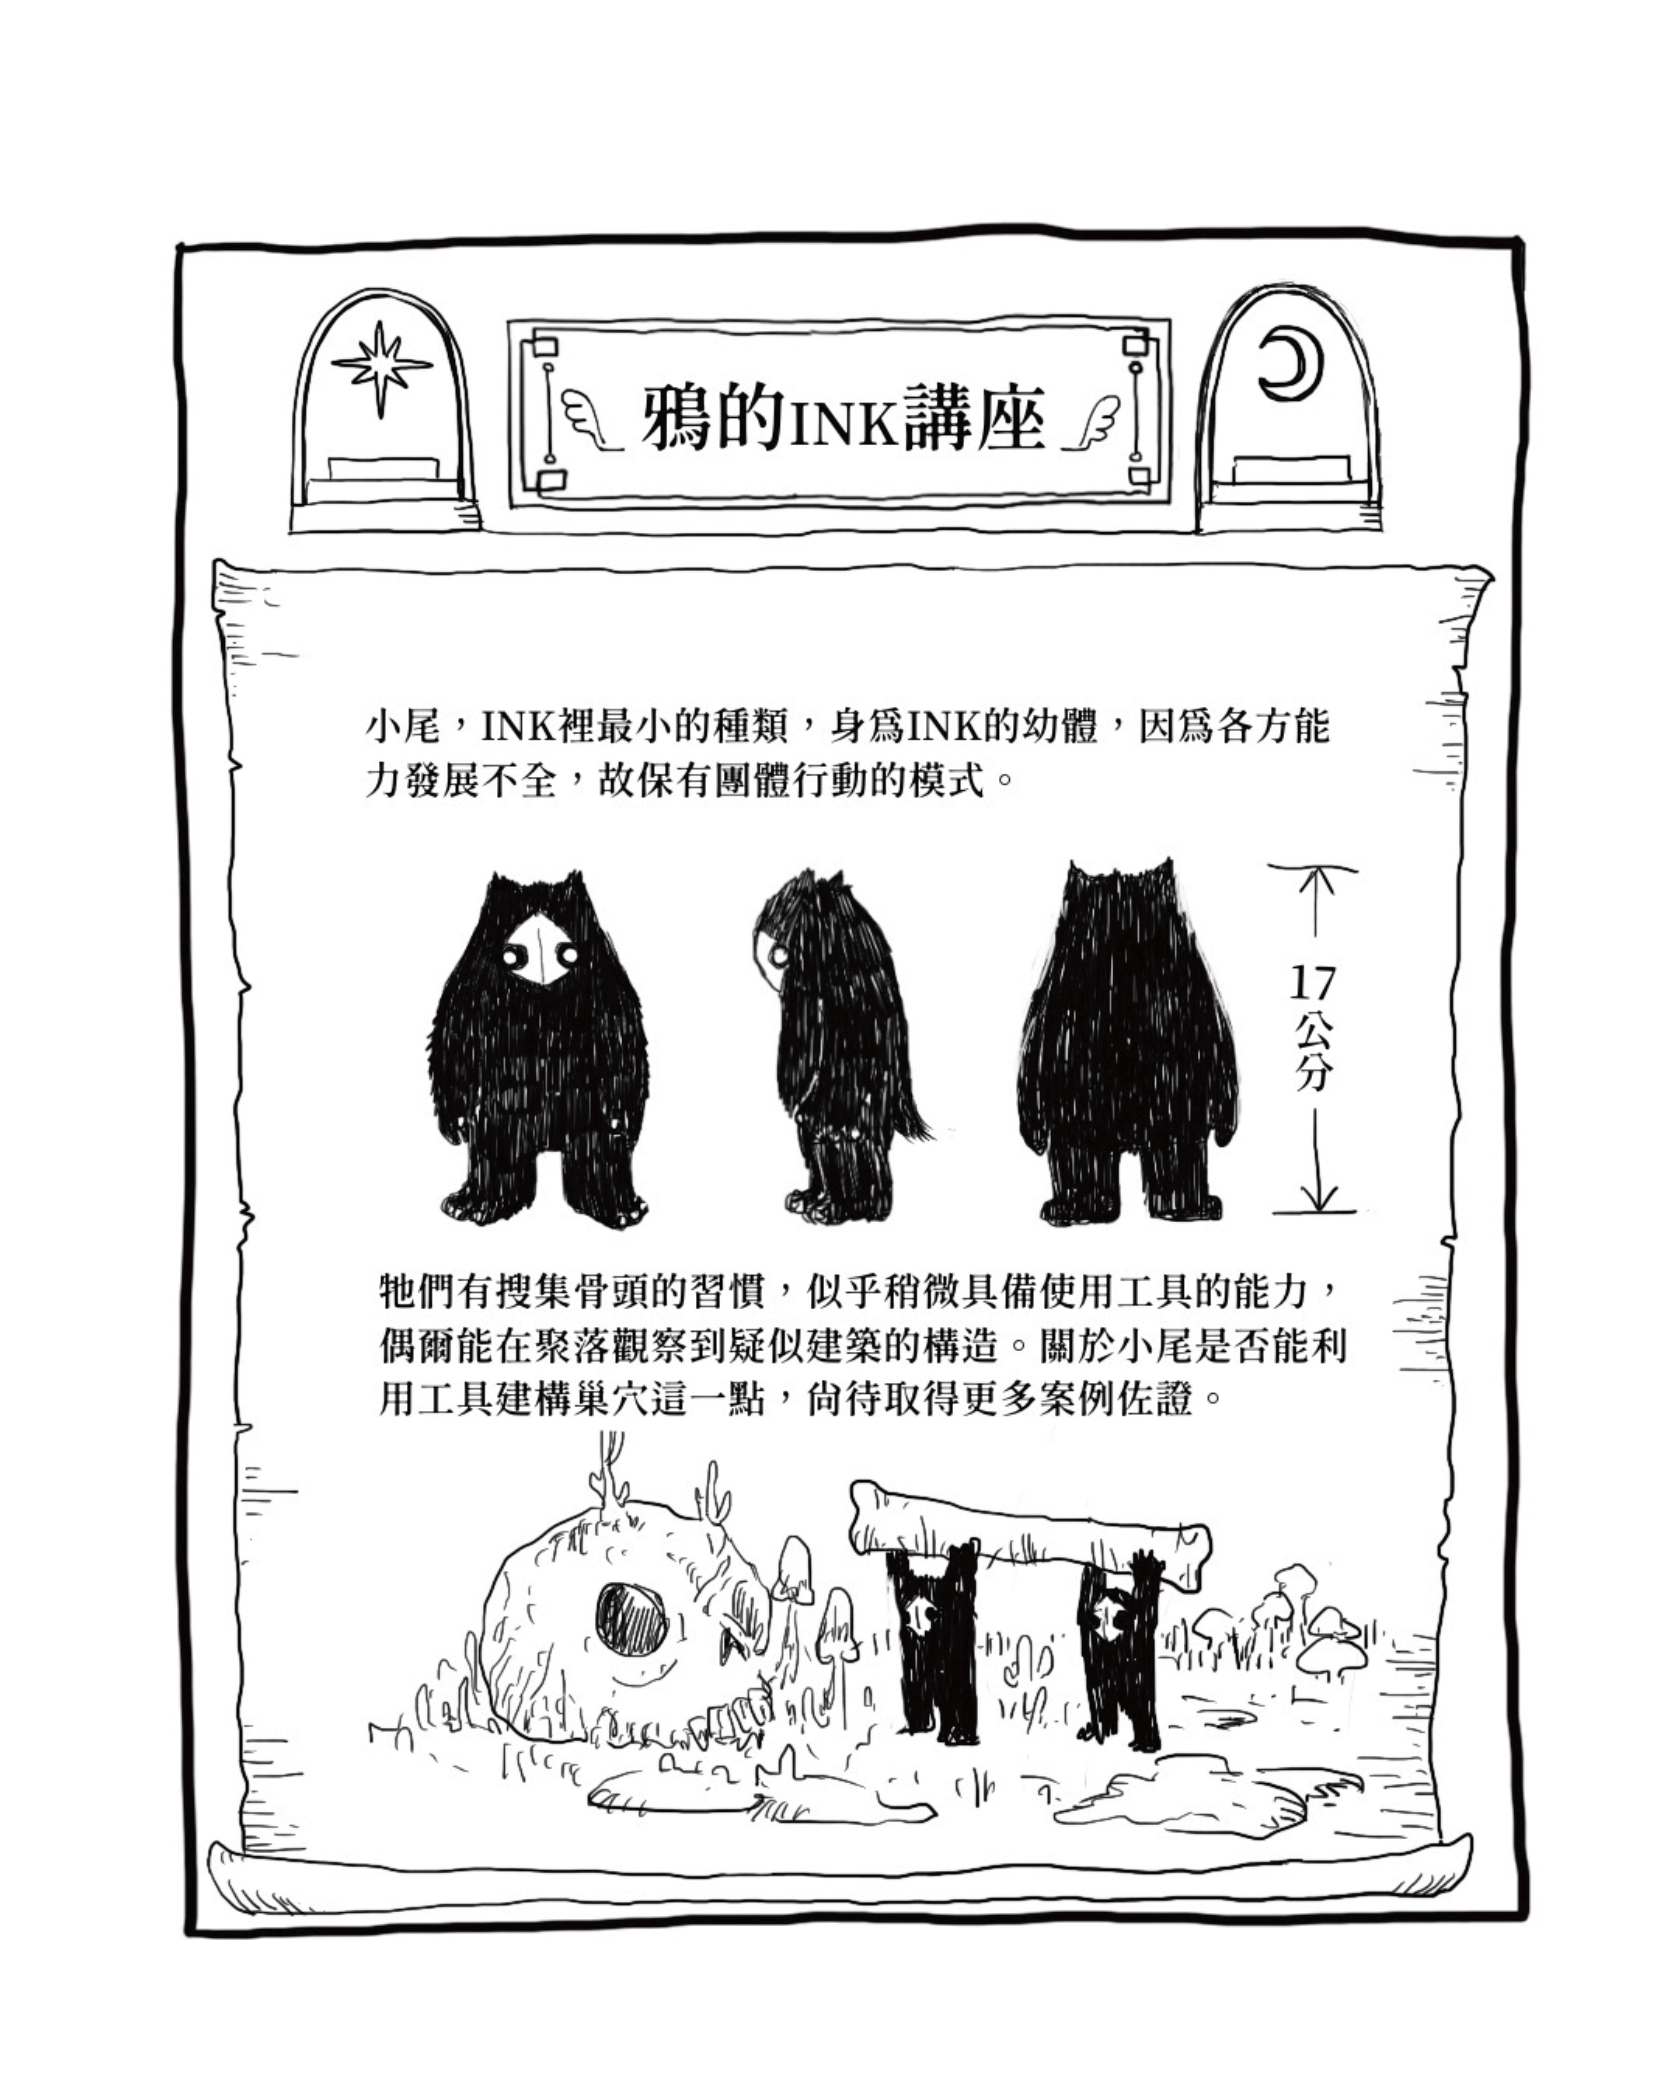 鴉的INK講座
小尾，INK裡最小的種類，身爲INK的幼體，因爲各方能
力發展不全，故保有團體行動的模式。
17
公
分
牠們有搜集骨頭的習慣，似乎稍微具備使用工具的能力，
偶爾能在聚落觀察到疑似建築的構造。關於小尾是否能利
用工具建構巢穴這一點，尙待取得更多案例佐證。